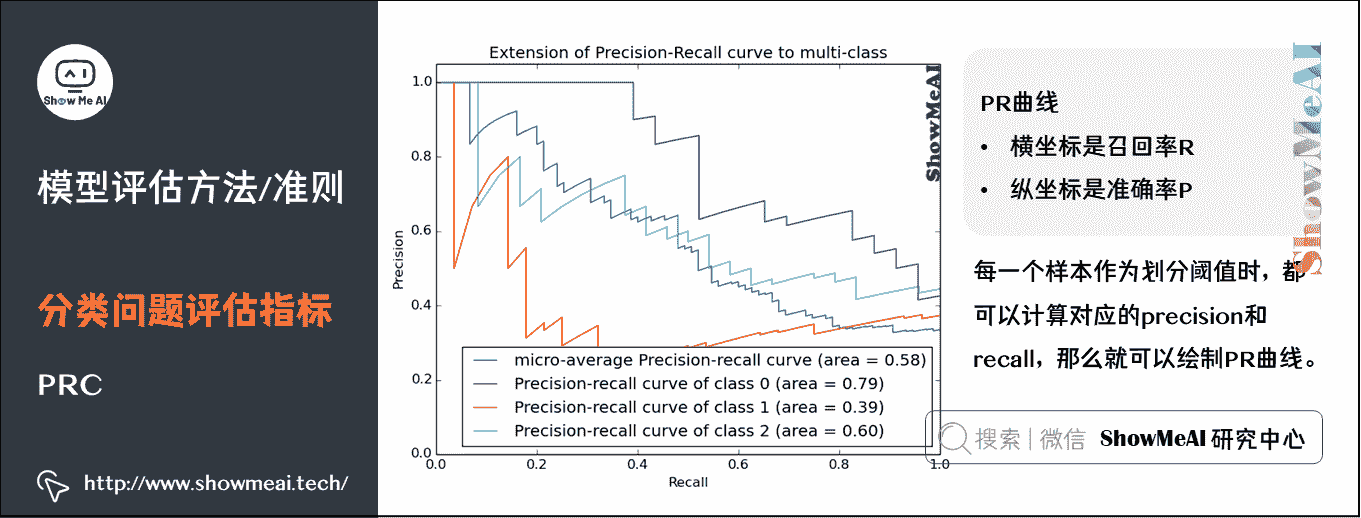 Show Me AI
模型评估方法/准则
分类问题评估指标
PRC
http://www.showmeai.tech/
Extension of Precision-Recall curve to multi-class
Precision
1.0
0.8
0.6
0.4
0.2
0.0
micro-average Precision-recall curve (area = 0.58)
Precision-recall curve of class 0 (area = 0.79)
Precision-recall curve of class 1 (area = 0.39)
Precision-recall curve of class 2 (area = 0.60)
0.0 0.2 0.4 0.6 0.8 1.0
Recall
ShowMeAI
PR曲线
• 横坐标是召回率R
• 纵坐标是准确率P
ShowMeAI
每一个样本作为划分阈值时，都
可以计算对应的precision和
recall，那么就可以绘制PR曲线。
搜索 | 微信 ShowMeAI 研究中心